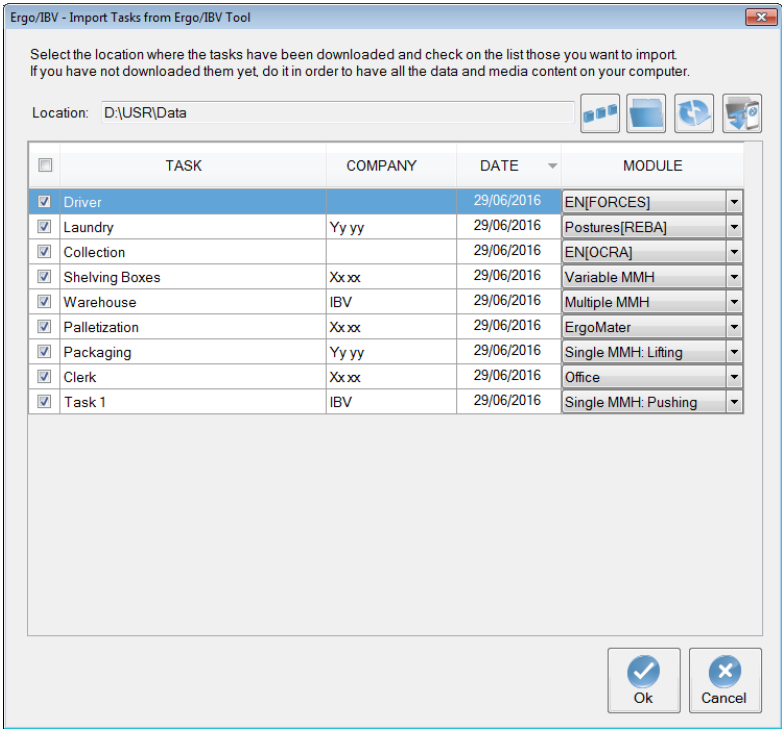 Ergo/IBV - Import Tasks from Ergo/IBV Tool
Select the location where the tasks have been downloaded and check on the list those you want to import.
If you have not downloaded them yet, do it in order to have all the data and media content on your computer.
Location: D:\USR\Data
TASK COMPANY DATE MODULE
Driver 29/06/2016 EN[FORCES]
Laundry Yy yy 29/06/2016 Postures[REBA]
Collection 29/06/2016 EN[OCRA]
Shelving Boxes Xx xx 29/06/2016 Variable MMH
Warehouse IBV 29/06/2016 Multiple MMH
Palletization Xx xx 29/06/2016 ErgoMater
Packaging Yy yy 29/06/2016 Single MMH: Lifting
Clerk Xx xx 29/06/2016 Office
Task 1 IBV 29/06/2016 Single MMH: Pushing
Ok Cancel